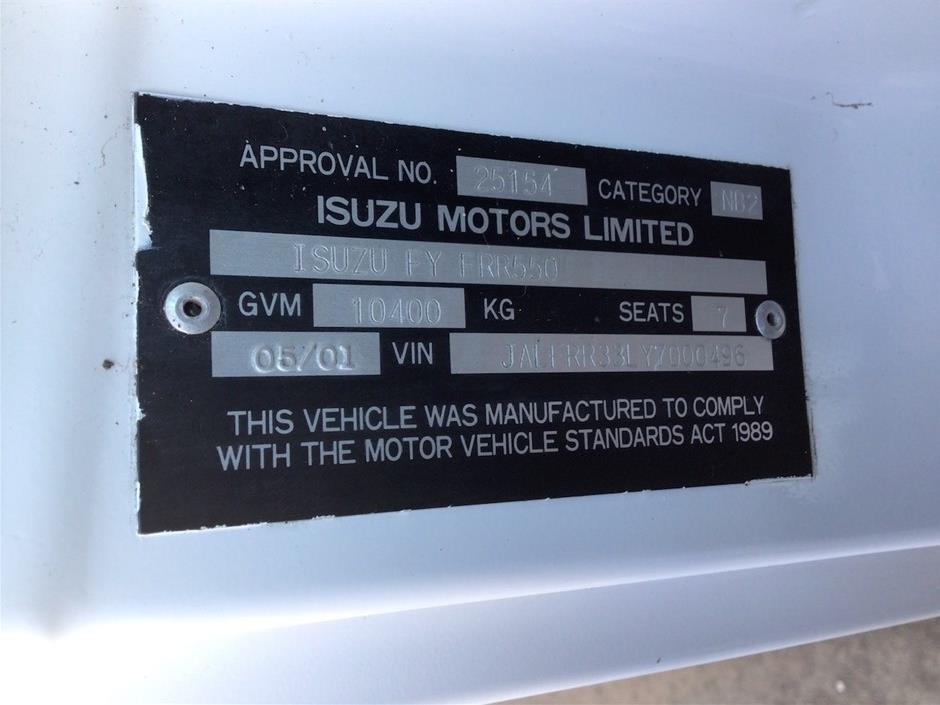 APPROVAL NO. 25154 CATEGORY NB2
ISUZU MOTORS LIMITED
ISUZU FY FRR550
GVM 10400 KG SEATS 7
05/01 VIN JALFRR33LY7000496
THIS VEHICLE WAS MANUFACTURED TO COMPLY
WITH THE MOTOR VEHICLE STANDARDS ACT 1989